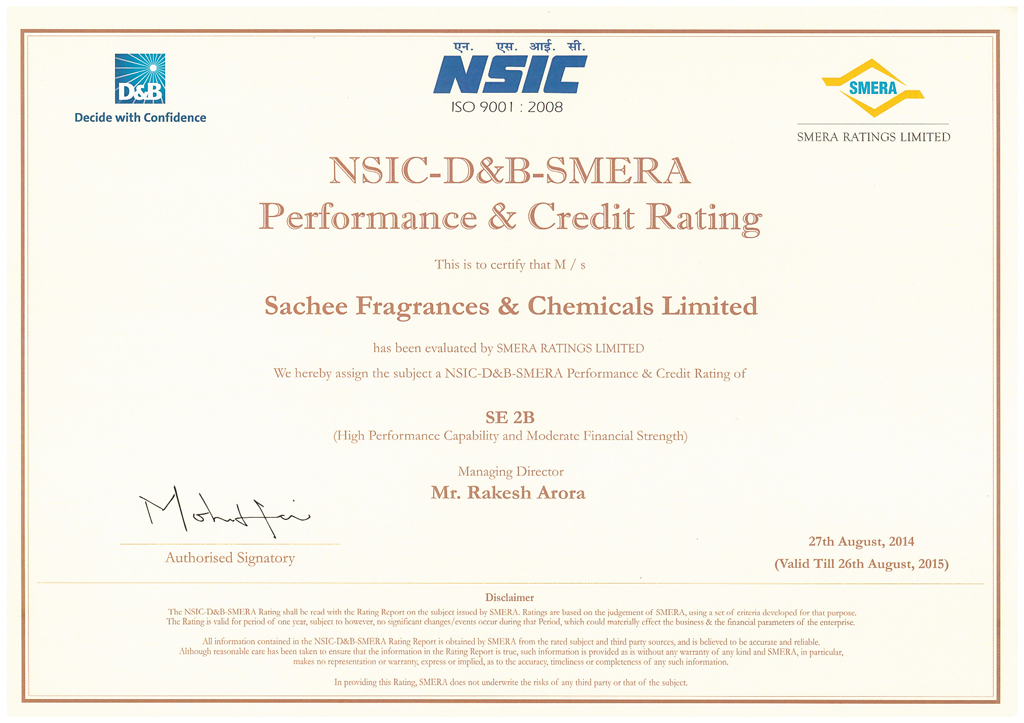 D&B
Decide with Confidence
एन. एस. आई. सी.
NSIC
ISO 9001 : 2008
SMERA
SMERA RATINGS LIMITED
NSIC-D&B-SMERA
Performance & Credit Rating
This is to certify that M / s
Sachee Fragrances & Chemicals Limited
has been evaluated by SMERA RATINGS LIMITED
We hereby assign the subject a NSIC-D&B-SMERA Performance & Credit Rating of
SE 2B
(High Performance Capability and Moderate Financial Strength)
Managing Director
Mr. Rakesh Arora
Authorised Signatory
27th August, 2014
(Valid Till 26th August, 2015)
Disclaimer
The NSIC-D&B-SMERA Rating shall be read with the Rating Report on the subject issued by SMERA. Ratings are based on the judgement of SMERA, using a set of criteria developed for that purpose.
The Rating is valid for period of one year, subject to however, no significant changes/events occur during that Period, which could materially effect the business & the financial parameters of the enterprise.
All information contained in the NSIC-D&B-SMERA Rating Report is obtained by SMERA from the rated subject and third party sources, and is believed to be accurate and reliable.
Although reasonable care has been taken to ensure that the information in the Rating Report is true, such information is provided as is without any warranty of any kind and SMERA, in particular,
makes no representation or warranty, express or implied, as to the accuracy, timeliness or completeness of any such information.
In providing this Rating, SMERA does not underwrite the risks of any third party or that of the subject.